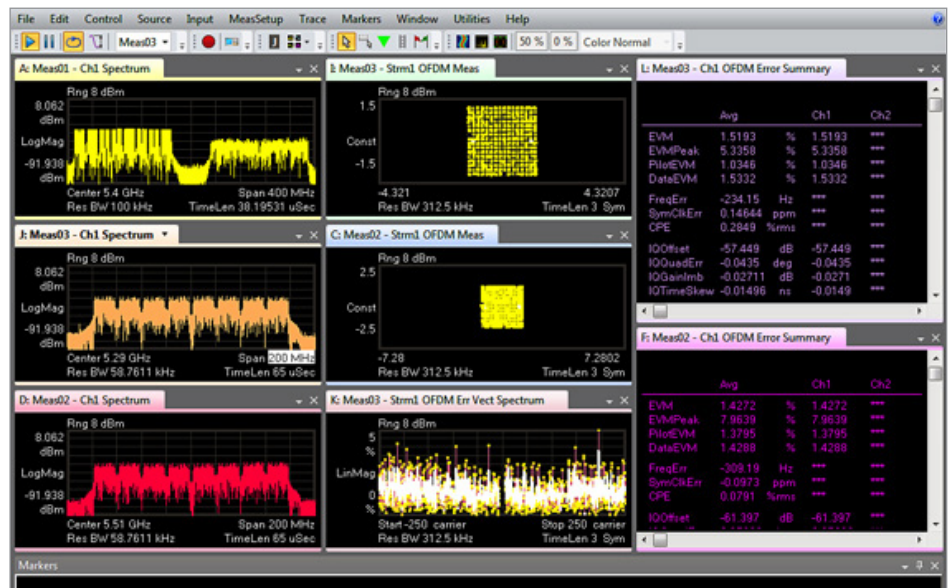 File Edit Control Source Input MeasSetup Trace Markers Window Utilities Help
Meas03 50 % 0 % Color Normal
A: Meas01 - Ch1 Spectrum
Rng 8 dBm
8.062
dBm
LogMag
-91.938
dBm
Center 5.4 GHz Span 400 MHz
Res BW 100 kHz TimeLen 38.19531 uSec
I: Meas03 - Strm1 OFDM Meas
Rng 8 dBm
1.5
Const
-1.5
-4.321 4.3207
Res BW 312.5 kHz TimeLen 3 Sym
J: Meas03 - Ch1 Spectrum
Rng 8 dBm
8.062
dBm
LogMag
-91.938
dBm
Center 5.29 GHz Span 200 MHz
Res BW 58.7611 kHz TimeLen 65 uSec
C: Meas02 - Strm1 OFDM Meas
Rng 8 dBm
2.5
Const
-2.5
-7.28 7.2802
Res BW 312.5 kHz TimeLen 3 Sym
D: Meas02 - Ch1 Spectrum
Rng 8 dBm
8.062
dBm
LogMag
-91.938
dBm
Center 5.51 GHz Span 200 MHz
Res BW 58.7611 kHz TimeLen 65 uSec
K: Meas03 - Strm1 OFDM Err Vect Spectrum
Rng 8 dBm
5
%
LinMag
0
%
Start -250 carrier Stop 250 carrier
Res BW 312.5 kHz TimeLen 3 Sym
L: Meas03 - Ch1 OFDM Error Summary
Avg Ch1 Ch2
EVM 1.5193 % 1.5193 ***
EVMPeak 5.3358 % 5.3358 ***
PilotEVM 1.0346 % 1.0346 ***
DataEVM 1.5332 % 1.5332 ***
FreqErr -234.15 Hz *** ***
SymClkErr 0.14644 ppm *** ***
CPE 0.2849 %rms *** ***
IQOffset -57.449 dB -57.449 ***
IQQuadErr -0.0435 deg -0.0435 ***
IQGainImb -0.02711 dB -0.0271 ***
IQTimeSkew -0.01496 ns -0.0149 ***
F: Meas02 - Ch1 OFDM Error Summary
Avg Ch1 Ch2
EVM 1.4272 % 1.4272 ***
EVMPeak 7.9639 % 7.9639 ***
PilotEVM 1.3795 % 1.3795 ***
DataEVM 1.4288 % 1.4288 ***
FreqErr -309.19 Hz *** ***
SymClkErr -0.0973 ppm *** ***
CPE 0.0791 %rms *** ***
IQOffset -61.397 dB -61.397 ***
Markers